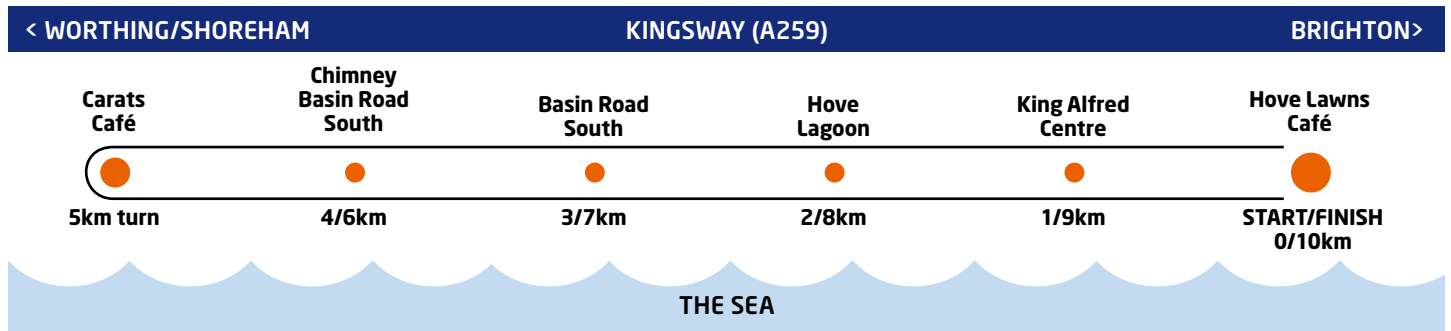 < WORTHING/SHOREHAM
KINGSWAY (A259)
BRIGHTON>
Carats
Café
Chimney
Basin Road
South
Basin Road
South
Hove
Lagoon
King Alfred
Centre
Hove Lawns
Café
5km turn
4/6km
3/7km
2/8km
1/9km
START/FINISH
0/10km
THE SEA